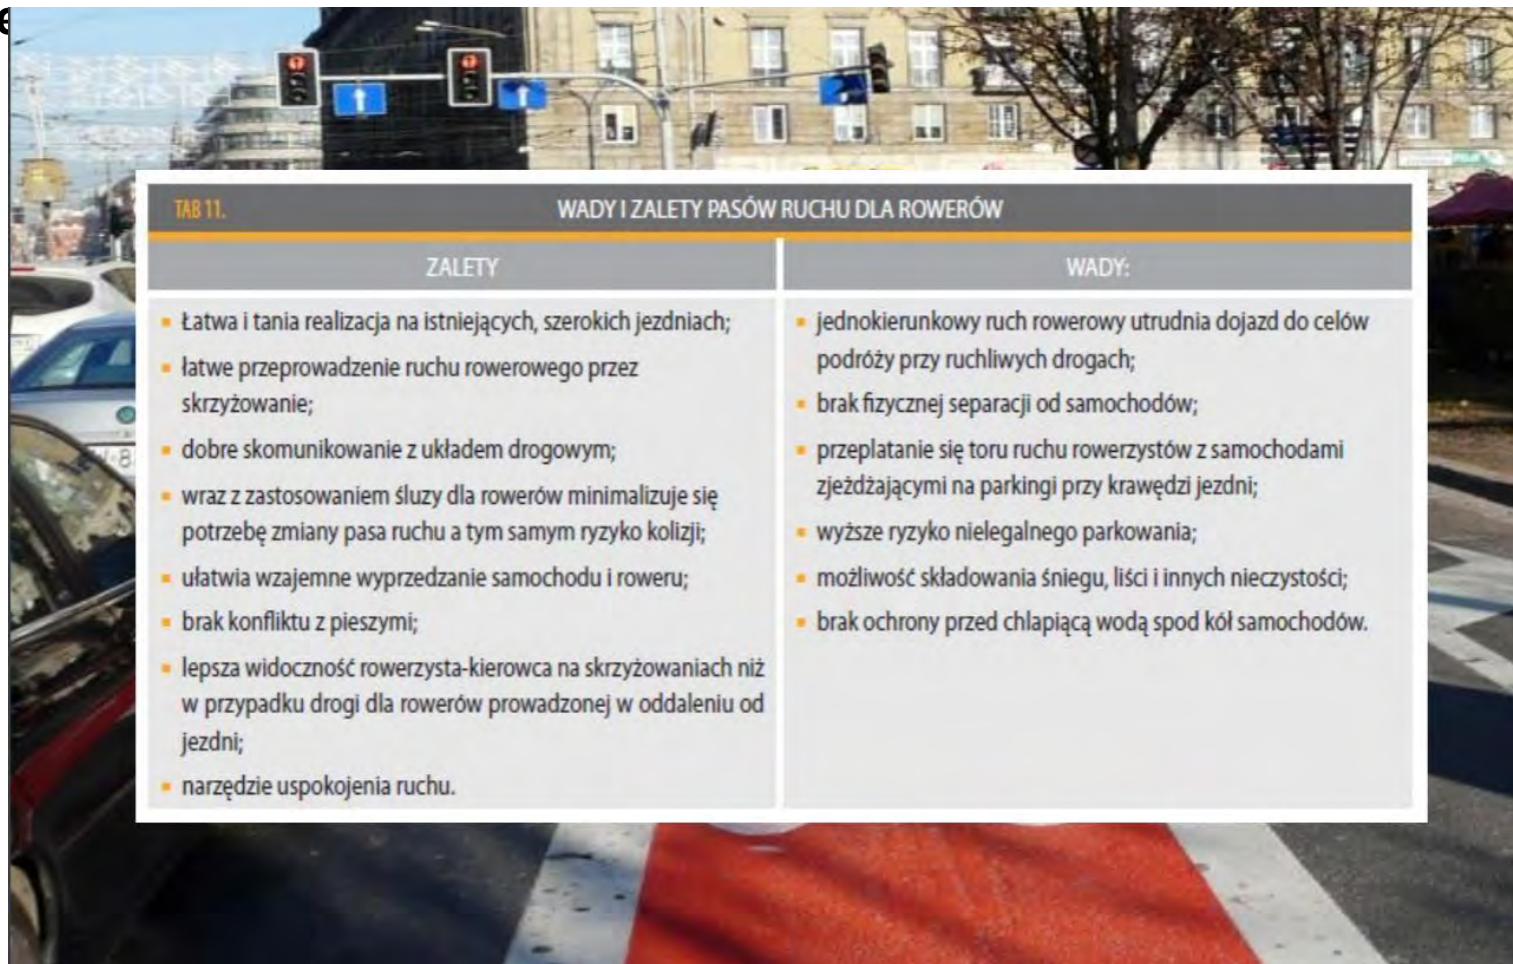 TAB 11.
WADY I ZALETY PASÓW RUCHU DLA ROWERÓW
ZALETY
Łatwa i tania realizacja na istniejących, szerokich jezdniach;
łatwe przeprowadzenie ruchu rowerowego przez
skrzyżowanie;
dobre skomunikowanie z układem drogowym;
wraz z zastosowaniem śluzy dla rowerów minimalizuje się
potrzebę zmiany pasa ruchu a tym samym ryzyko kolizji;
ułatwia wzajemne wyprzedzanie samochodu i roweru;
brak konfliktu z pieszymi;
lepsza widoczność rowerzysta-kierowca na skrzyżowaniach niż
w przypadku drogi dla rowerów prowadzonej w oddaleniu od
jezdni;
narzędzie uspokojenia ruchu.
WADY:
jednokierunkowy ruch rowerowy utrudnia dojazd do celów
podróży przy ruchliwych drogach;
brak fizycznej separacji od samochodów;
przeplatanie się toru ruchu rowerzystów z samochodami
zjeżdżającymi na parkingi przy krawędzi jezdni;
wyższe ryzyko nielegalnego parkowania;
możliwość składowania śniegu, liści i innych nieczystości;
brak ochrony przed chlapiącą wodą spod kół samochodów.